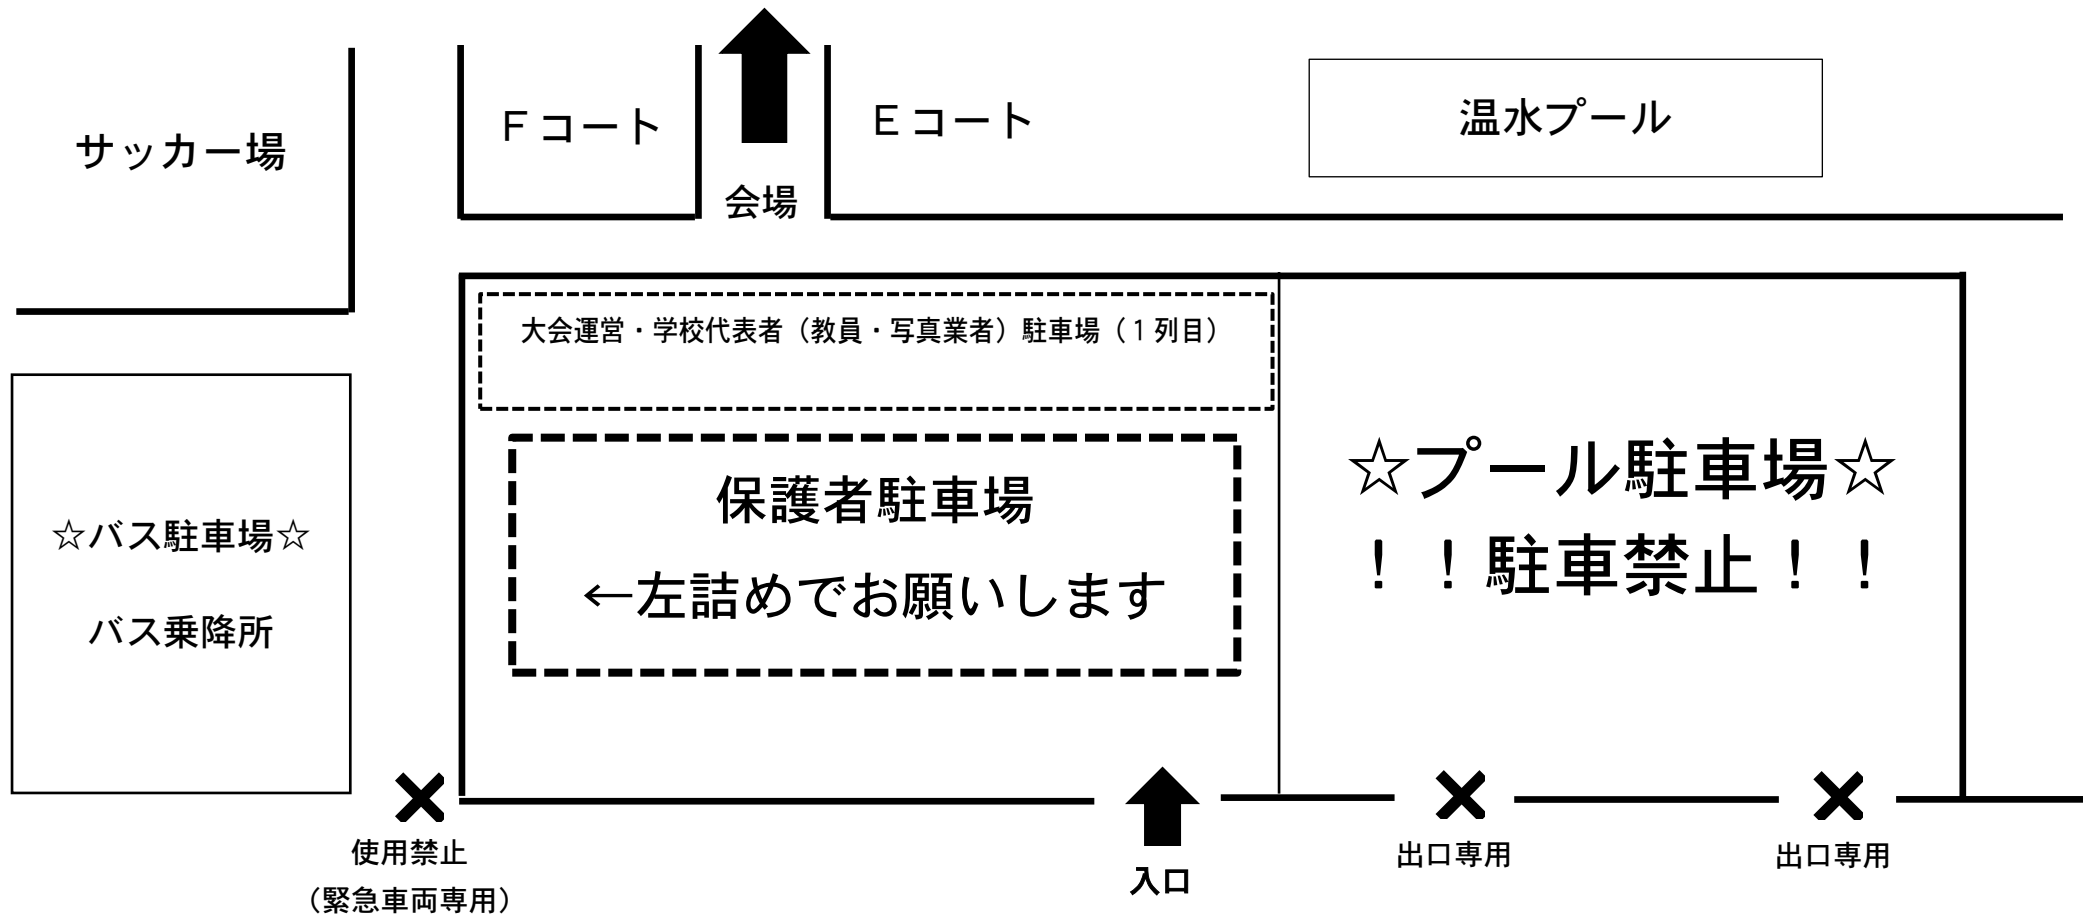 サッカー場
Ｆコート
Ｅコート
温水プール
会場
大会運営・学校代表者（教員・写真業者）駐車場（１列目）
保護者駐車場
←左詰めでお願いします
☆プール駐車場☆
！！駐車禁止！！
☆バス駐車場☆
バス乗降所
使用禁止
（緊急車両専用）
入口
出口専用
出口専用